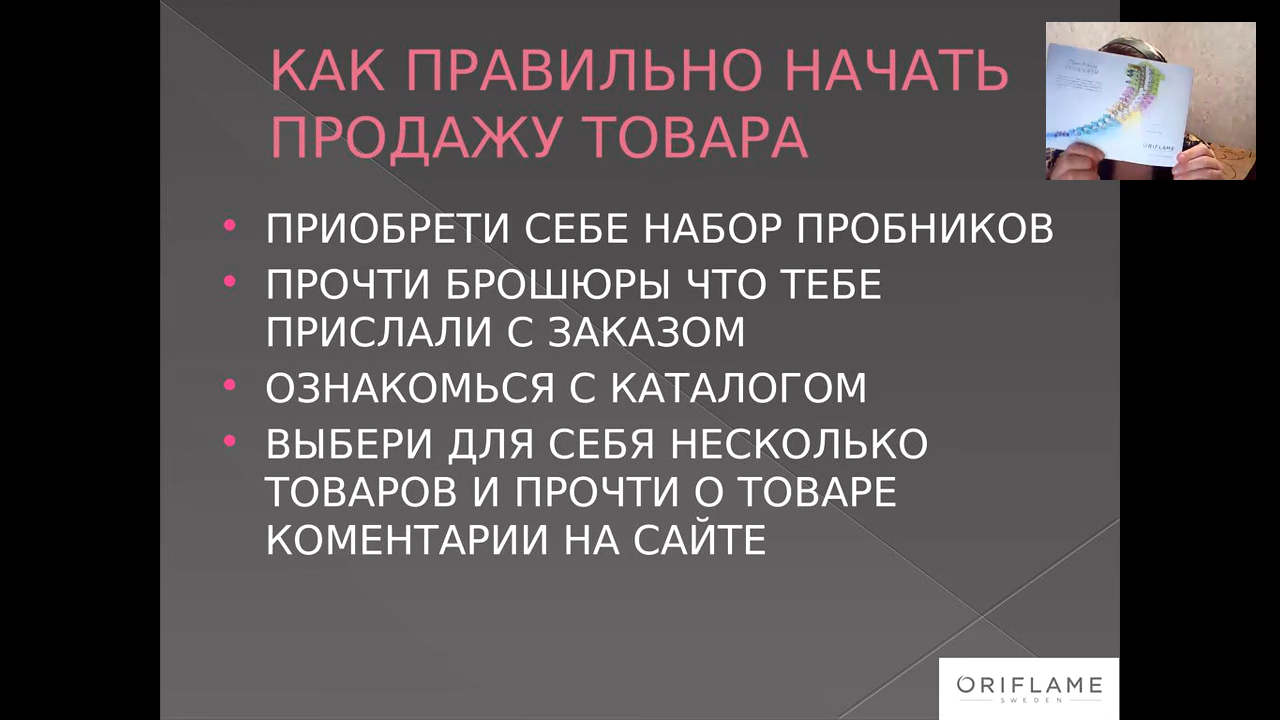 КАК ПРАВИЛЬНО НАЧАТЬ
ПРОДАЖУ ТОВАРА
• ПРИОБРЕТИ СЕБЕ НАБОР ПРОБНИКОВ
• ПРОЧТИ БРОШЮРЫ ЧТО ТЕБЕ
ПРИСЛАЛИ С ЗАКАЗОМ
• ОЗНАКОМЬСЯ С КАТАЛОГОМ
• ВЫБЕРИ ДЛЯ СЕБЯ НЕСКОЛЬКО
ТОВАРОВ И ПРОЧТИ О ТОВАРЕ
КОМЕНТАРИИ НА САЙТЕ
ORIFLAME
ORIFLAME
SWEDEN